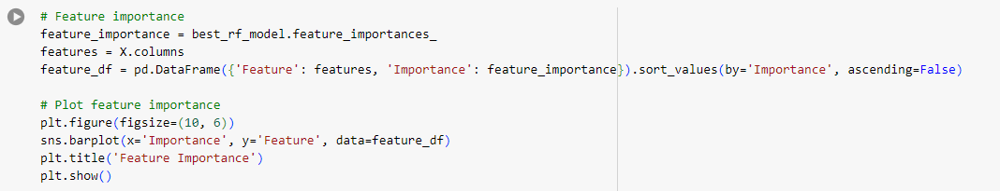 # Feature importance
feature_importance = best_rf_model.feature_importances_
features = X.columns
feature_df = pd.DataFrame({'Feature': features, 'Importance': feature_importance}).sort_values(by='Importance', ascending=False)
# Plot feature importance
plt.figure(figsize=(10, 6))
sns.barplot(x='Importance', y='Feature', data=feature_df)
plt.title('Feature Importance')
plt.show()